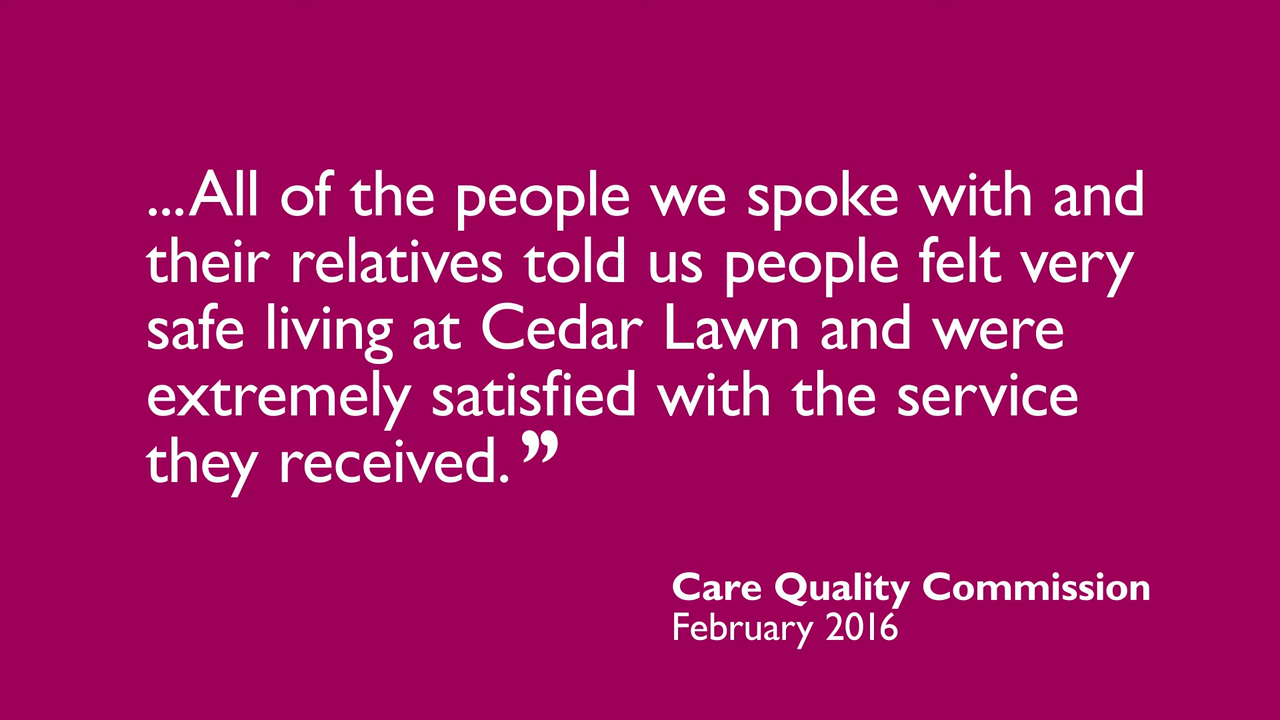 ...All of the people we spoke with and
their relatives told us people felt very
safe living at Cedar Lawn and were
extremely satisfied with the service
they received.”
Care Quality Commission
February 2016